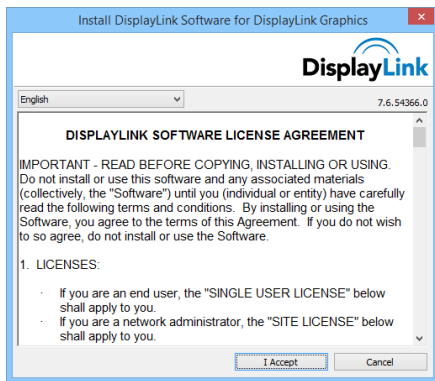 Install DisplayLink Software for DisplayLink Graphics
DisplayLink
English
7.6.54366.0
DISPLAYLINK SOFTWARE LICENSE AGREEMENT
IMPORTANT - READ BEFORE COPYING, INSTALLING OR USING.
Do not install or use this software and any associated materials
(collectively, the "Software") until you (individual or entity) have carefully
read the following terms and conditions.  By installing or using the
Software, you agree to the terms of this Agreement.  If you do not wish
to so agree, do not install or use the Software.
1.  LICENSES:
· If you are an end user, the "SINGLE USER LICENSE" below
shall apply to you.
· If you are a network administrator, the "SITE LICENSE" below
shall apply to you.
I Accept
Cancel